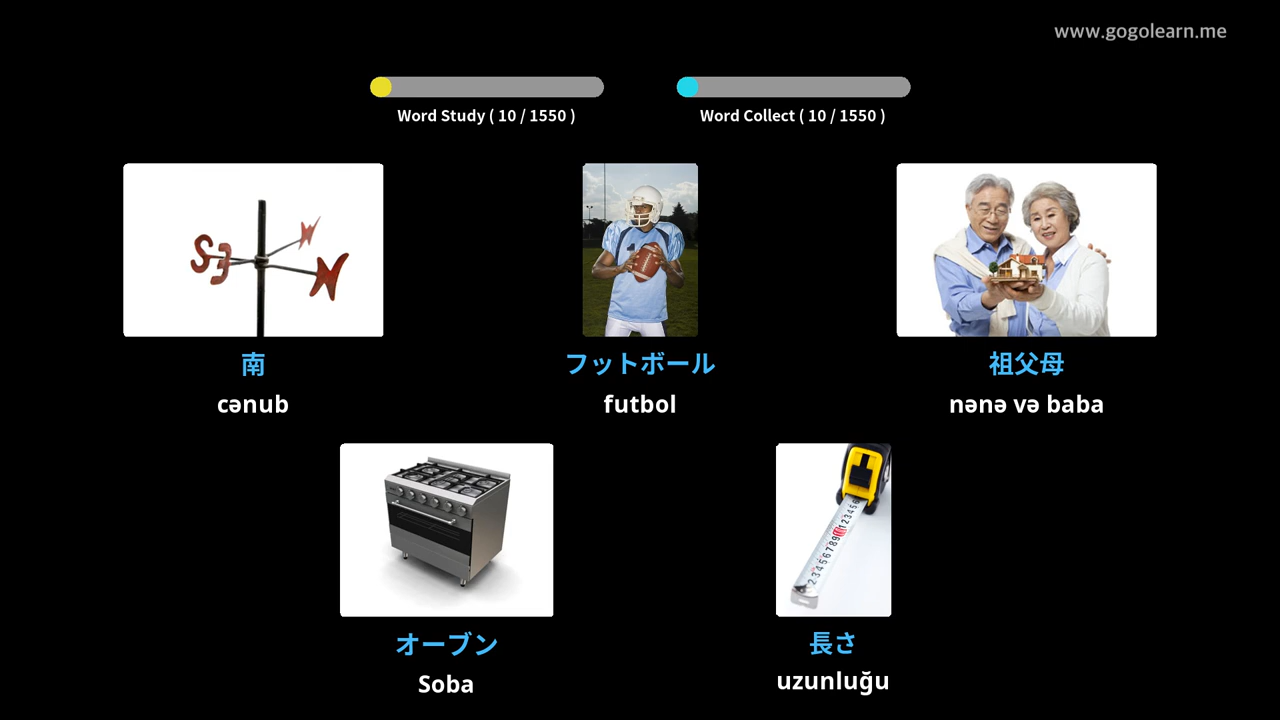 www.gogolearn.me
Word Study ( 10 / 1550 )
Word Collect ( 10 / 1550 )
南
cənub
フットボール
futbol
祖父母
nənə və baba
オーブン
Soba
長さ
uzunluğu